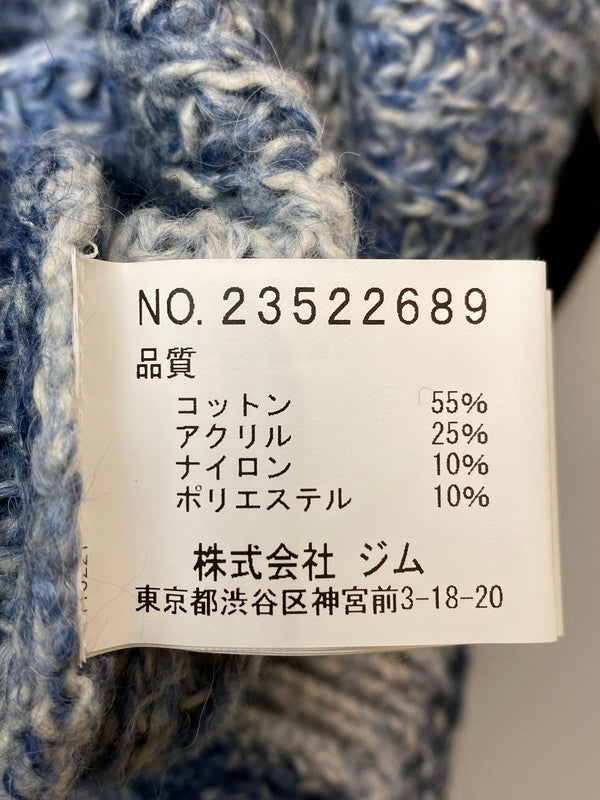 NO. 23522689
品質
コットン 55%
アクリル 25%
ナイロン 10%
ポリエステル 10%
株式会社 ジム
東京都渋谷区神宮前3-18-20